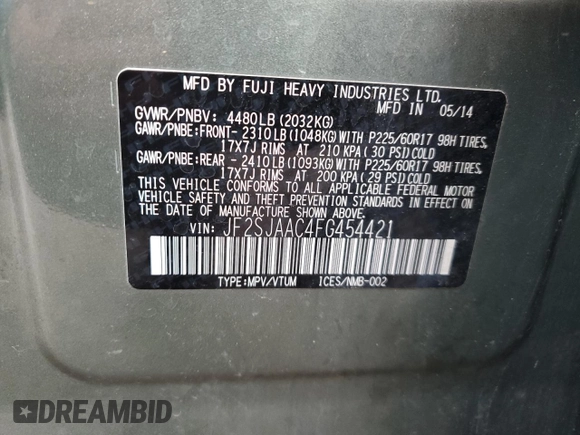 MFD BY FUJI HEAVY INDUSTRIES LTD.
MFD IN 05/14
GVWR/PNBV: 4480LB(2032KG)
GAWR/PNBE:FRONT- 2310LB(1048KG)WITH P225/60R17 98H TIRES,
17X7J RIMS AT 210 KPA( 30 PSI)COLD
GAWR/PNBE:REAR - 2410LB(1093KG)WITH P225/60R17 98H TIRES,
17X7J RIMS AT 200 KPA( 29 PSI)COLD
THIS VEHICLE CONFORMS TO ALL APPLICABLE FEDERAL MOTOR
VEHICLE SAFETY AND THEFT PREVENTION STANDARDS IN EFFECT
ON THE DATE OF MANUFACTURE SHOWN ABOVE.
VIN: JF2SJAAC4FG454421
TYPE:MPV/VTUM ICES/NMB-002
DREAMBID